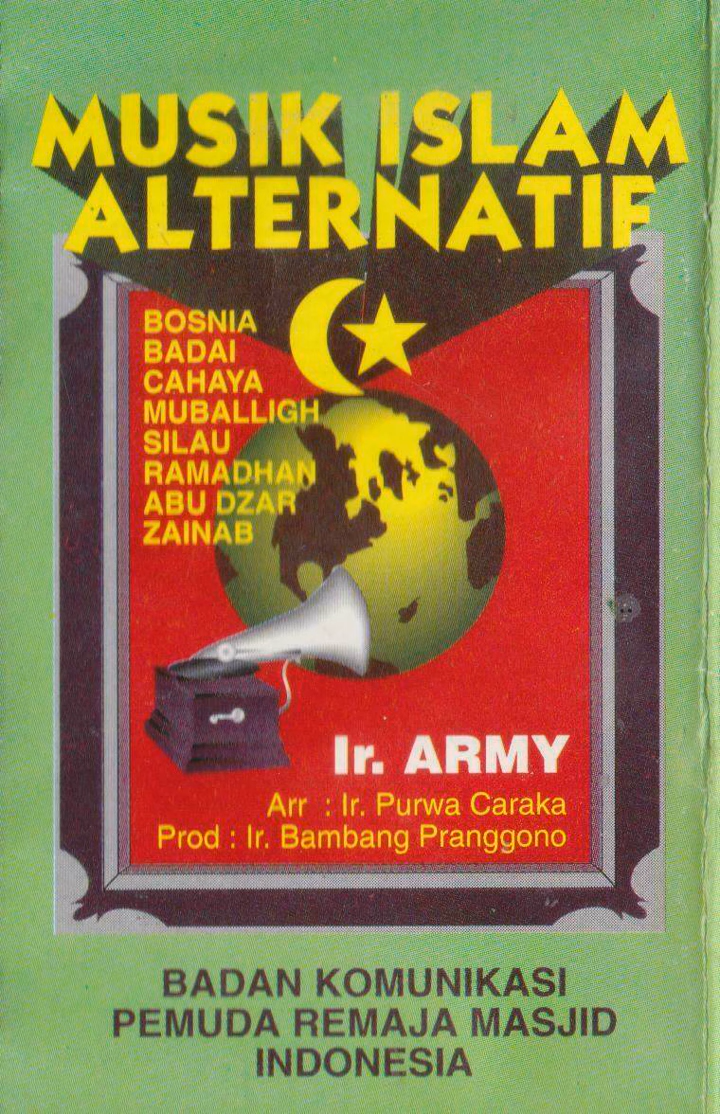 MUSIK ISLAM
ALTERNATIF
BOSNIA
BADAI
CAHAYA
MUBALLIGH
SILAU
RAMADHAN
ABU DZAR
ZAINAB
Ir. ARMY
Arr : Ir. Purwa Caraka
Prod : Ir. Bambang Pranggono
BADAN KOMUNIKASI
PEMUDA REMAJA MASJID
INDONESIA